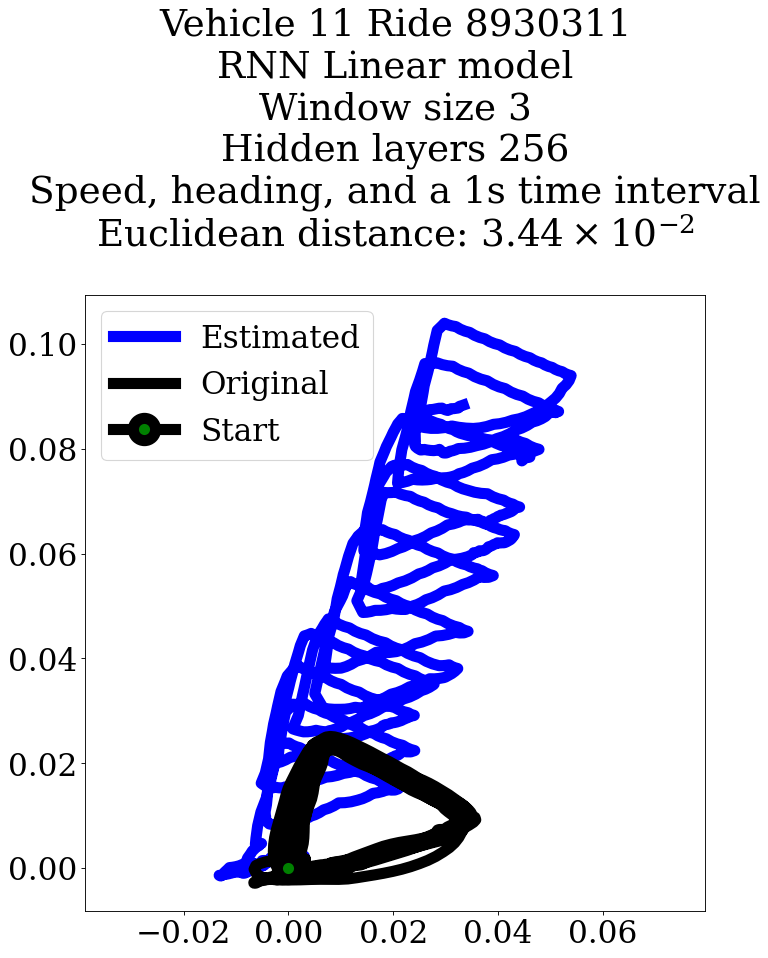 Vehicle 11 Ride 8930311
RNN Linear model
Window size 3
Hidden layers 256
Speed, heading, and a 1s time interval
Euclidean distance: 3.44 × 10⁻²
Estimated
Original
Start
0.10
0.08
0.06
0.04
0.02
0.00
−0.02 0.00 0.02 0.04 0.06